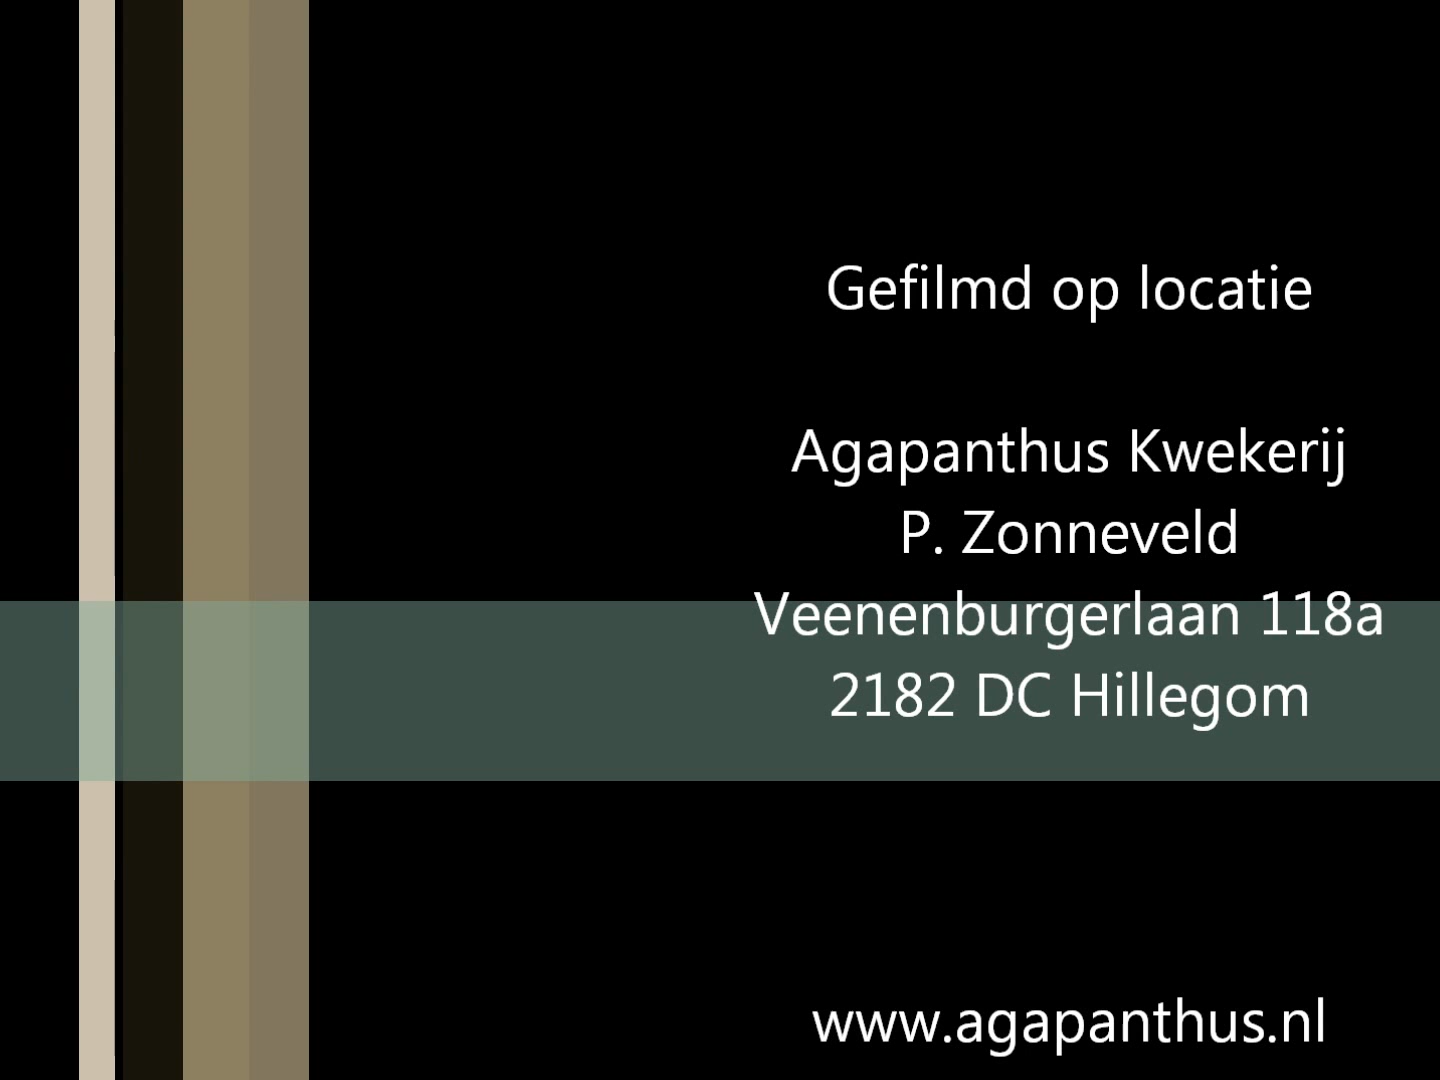 Gefilmd op locatie
Agapanthus Kwekerij
P. Zonneveld
Veenenburgerlaan 118a
2182 DC Hillegom
www.agapanthus.nl